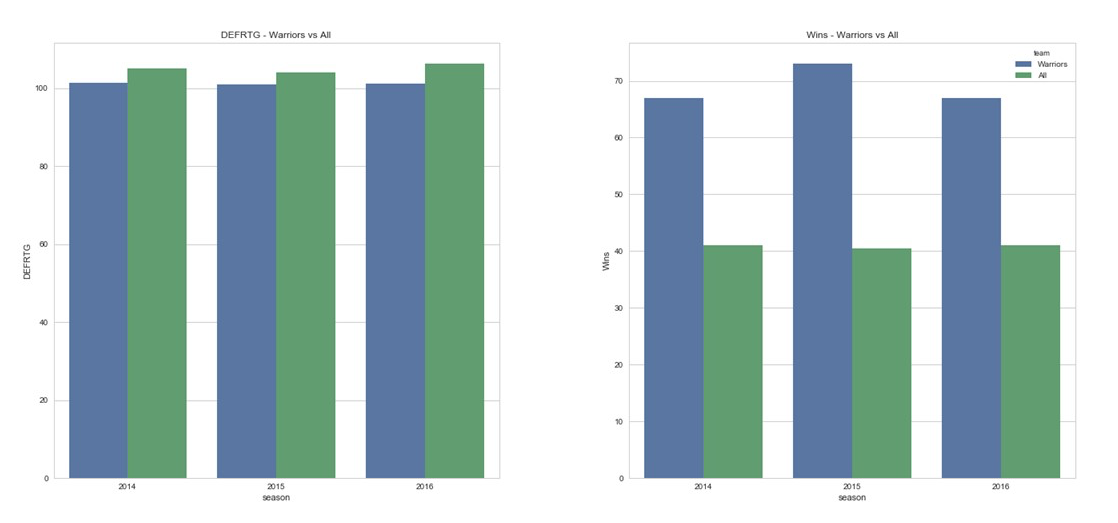 DEFRTG - Warriors vs All
DEFRTG
100
80
60
40
20
0
2014 2015 2016
season
Wins - Warriors vs All
team
Warriors
All
Wins
70
60
50
40
30
20
10
0
2014 2015 2016
season